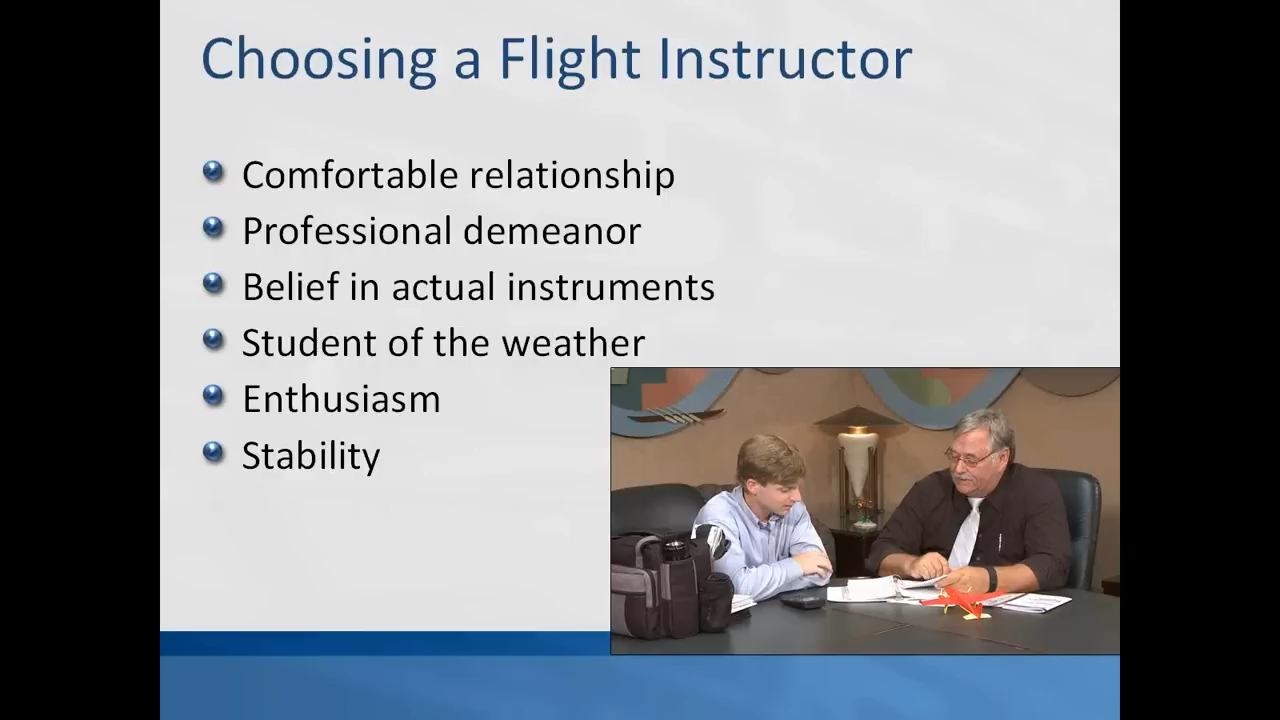 Choosing a Flight Instructor
Comfortable relationship
Professional demeanor
Belief in actual instruments
Student of the weather
Enthusiasm
Stability